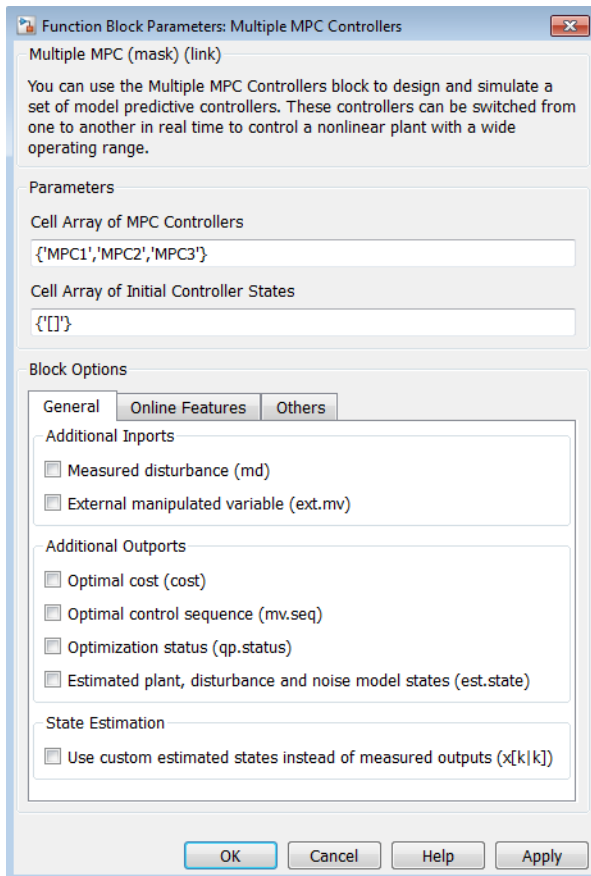 Function Block Parameters: Multiple MPC Controllers
Multiple MPC (mask) (link)
You can use the Multiple MPC Controllers block to design and simulate a
set of model predictive controllers. These controllers can be switched from
one to another in real time to control a nonlinear plant with a wide
operating range.
Parameters
Cell Array of MPC Controllers
{'MPC1','MPC2','MPC3'}
Cell Array of Initial Controller States
{'[]'}
Block Options
General Online Features Others
Additional Inports
Measured disturbance (md)
External manipulated variable (ext.mv)
Additional Outports
Optimal cost (cost)
Optimal control sequence (mv.seq)
Optimization status (qp.status)
Estimated plant, disturbance and noise model states (est.state)
State Estimation
Use custom estimated states instead of measured outputs (x[k|k])
OK Cancel Help Apply